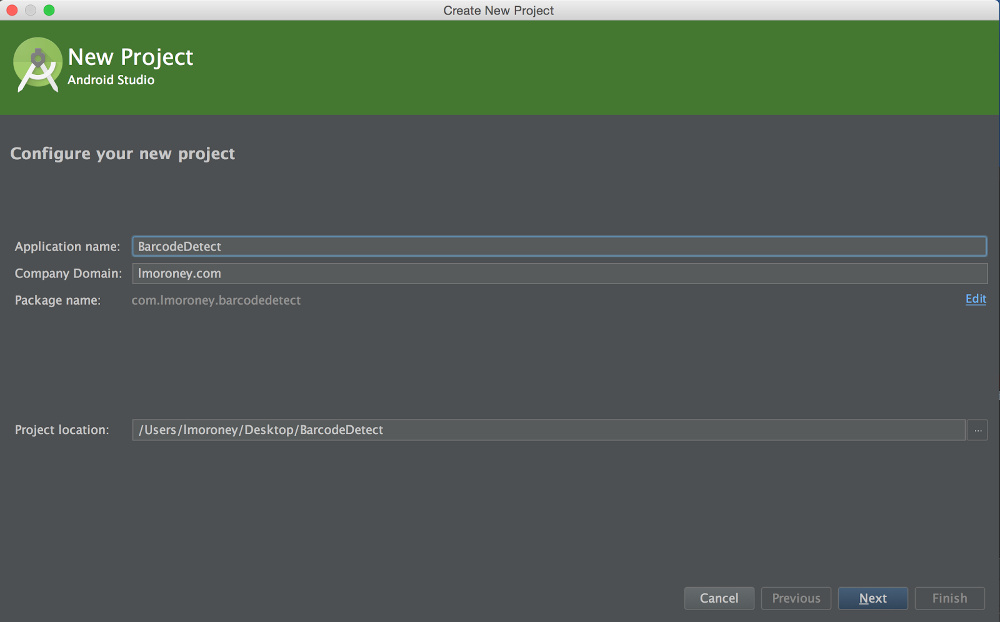 Create New Project
New Project
Android Studio
Configure your new project
Application name: BarcodeDetect
Company Domain: lmoroney.com
Package name: com.lmoroney.barcodedetect Edit
Project location: /Users/lmoroney/Desktop/BarcodeDetect ...
Cancel Previous Next Finish